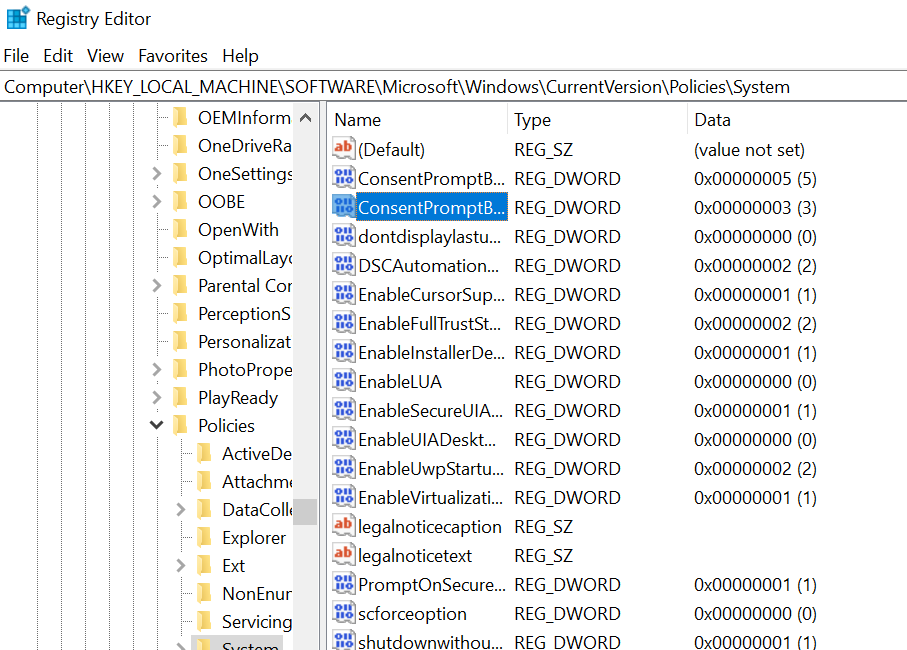 Registry Editor
File Edit View Favorites Help
Computer\HKEY_LOCAL_MACHINE\SOFTWARE\Microsoft\Windows\CurrentVersion\Policies\System
OEMInform
OneDriveRa
OneSettings
OOBE
OpenWith
OptimalLayo
Parental Con
PerceptionS
Personalizat
PhotoPrope
PlayReady
Policies
ActiveDe
Attachme
DataColle
Explorer
Ext
NonEnum
Servicing
System
Name Type Data
(Default) REG_SZ (value not set)
ConsentPromptB... REG_DWORD 0x00000005 (5)
ConsentPromptB... REG_DWORD 0x00000003 (3)
dontdisplaylastu... REG_DWORD 0x00000000 (0)
DSCAutomation... REG_DWORD 0x00000002 (2)
EnableCursorSup... REG_DWORD 0x00000001 (1)
EnableFullTrustSt... REG_DWORD 0x00000002 (2)
EnableInstallerDe... REG_DWORD 0x00000001 (1)
EnableLUA REG_DWORD 0x00000000 (0)
EnableSecureUIA... REG_DWORD 0x00000001 (1)
EnableUIADeskt... REG_DWORD 0x00000000 (0)
EnableUwpStartu... REG_DWORD 0x00000002 (2)
EnableVirtualizati... REG_DWORD 0x00000001 (1)
legalnoticecaption REG_SZ
legalnoticetext REG_SZ
PromptOnSecure... REG_DWORD 0x00000001 (1)
scforceoption REG_DWORD 0x00000000 (0)
shutdownwithou... REG_DWORD 0x00000001 (1)